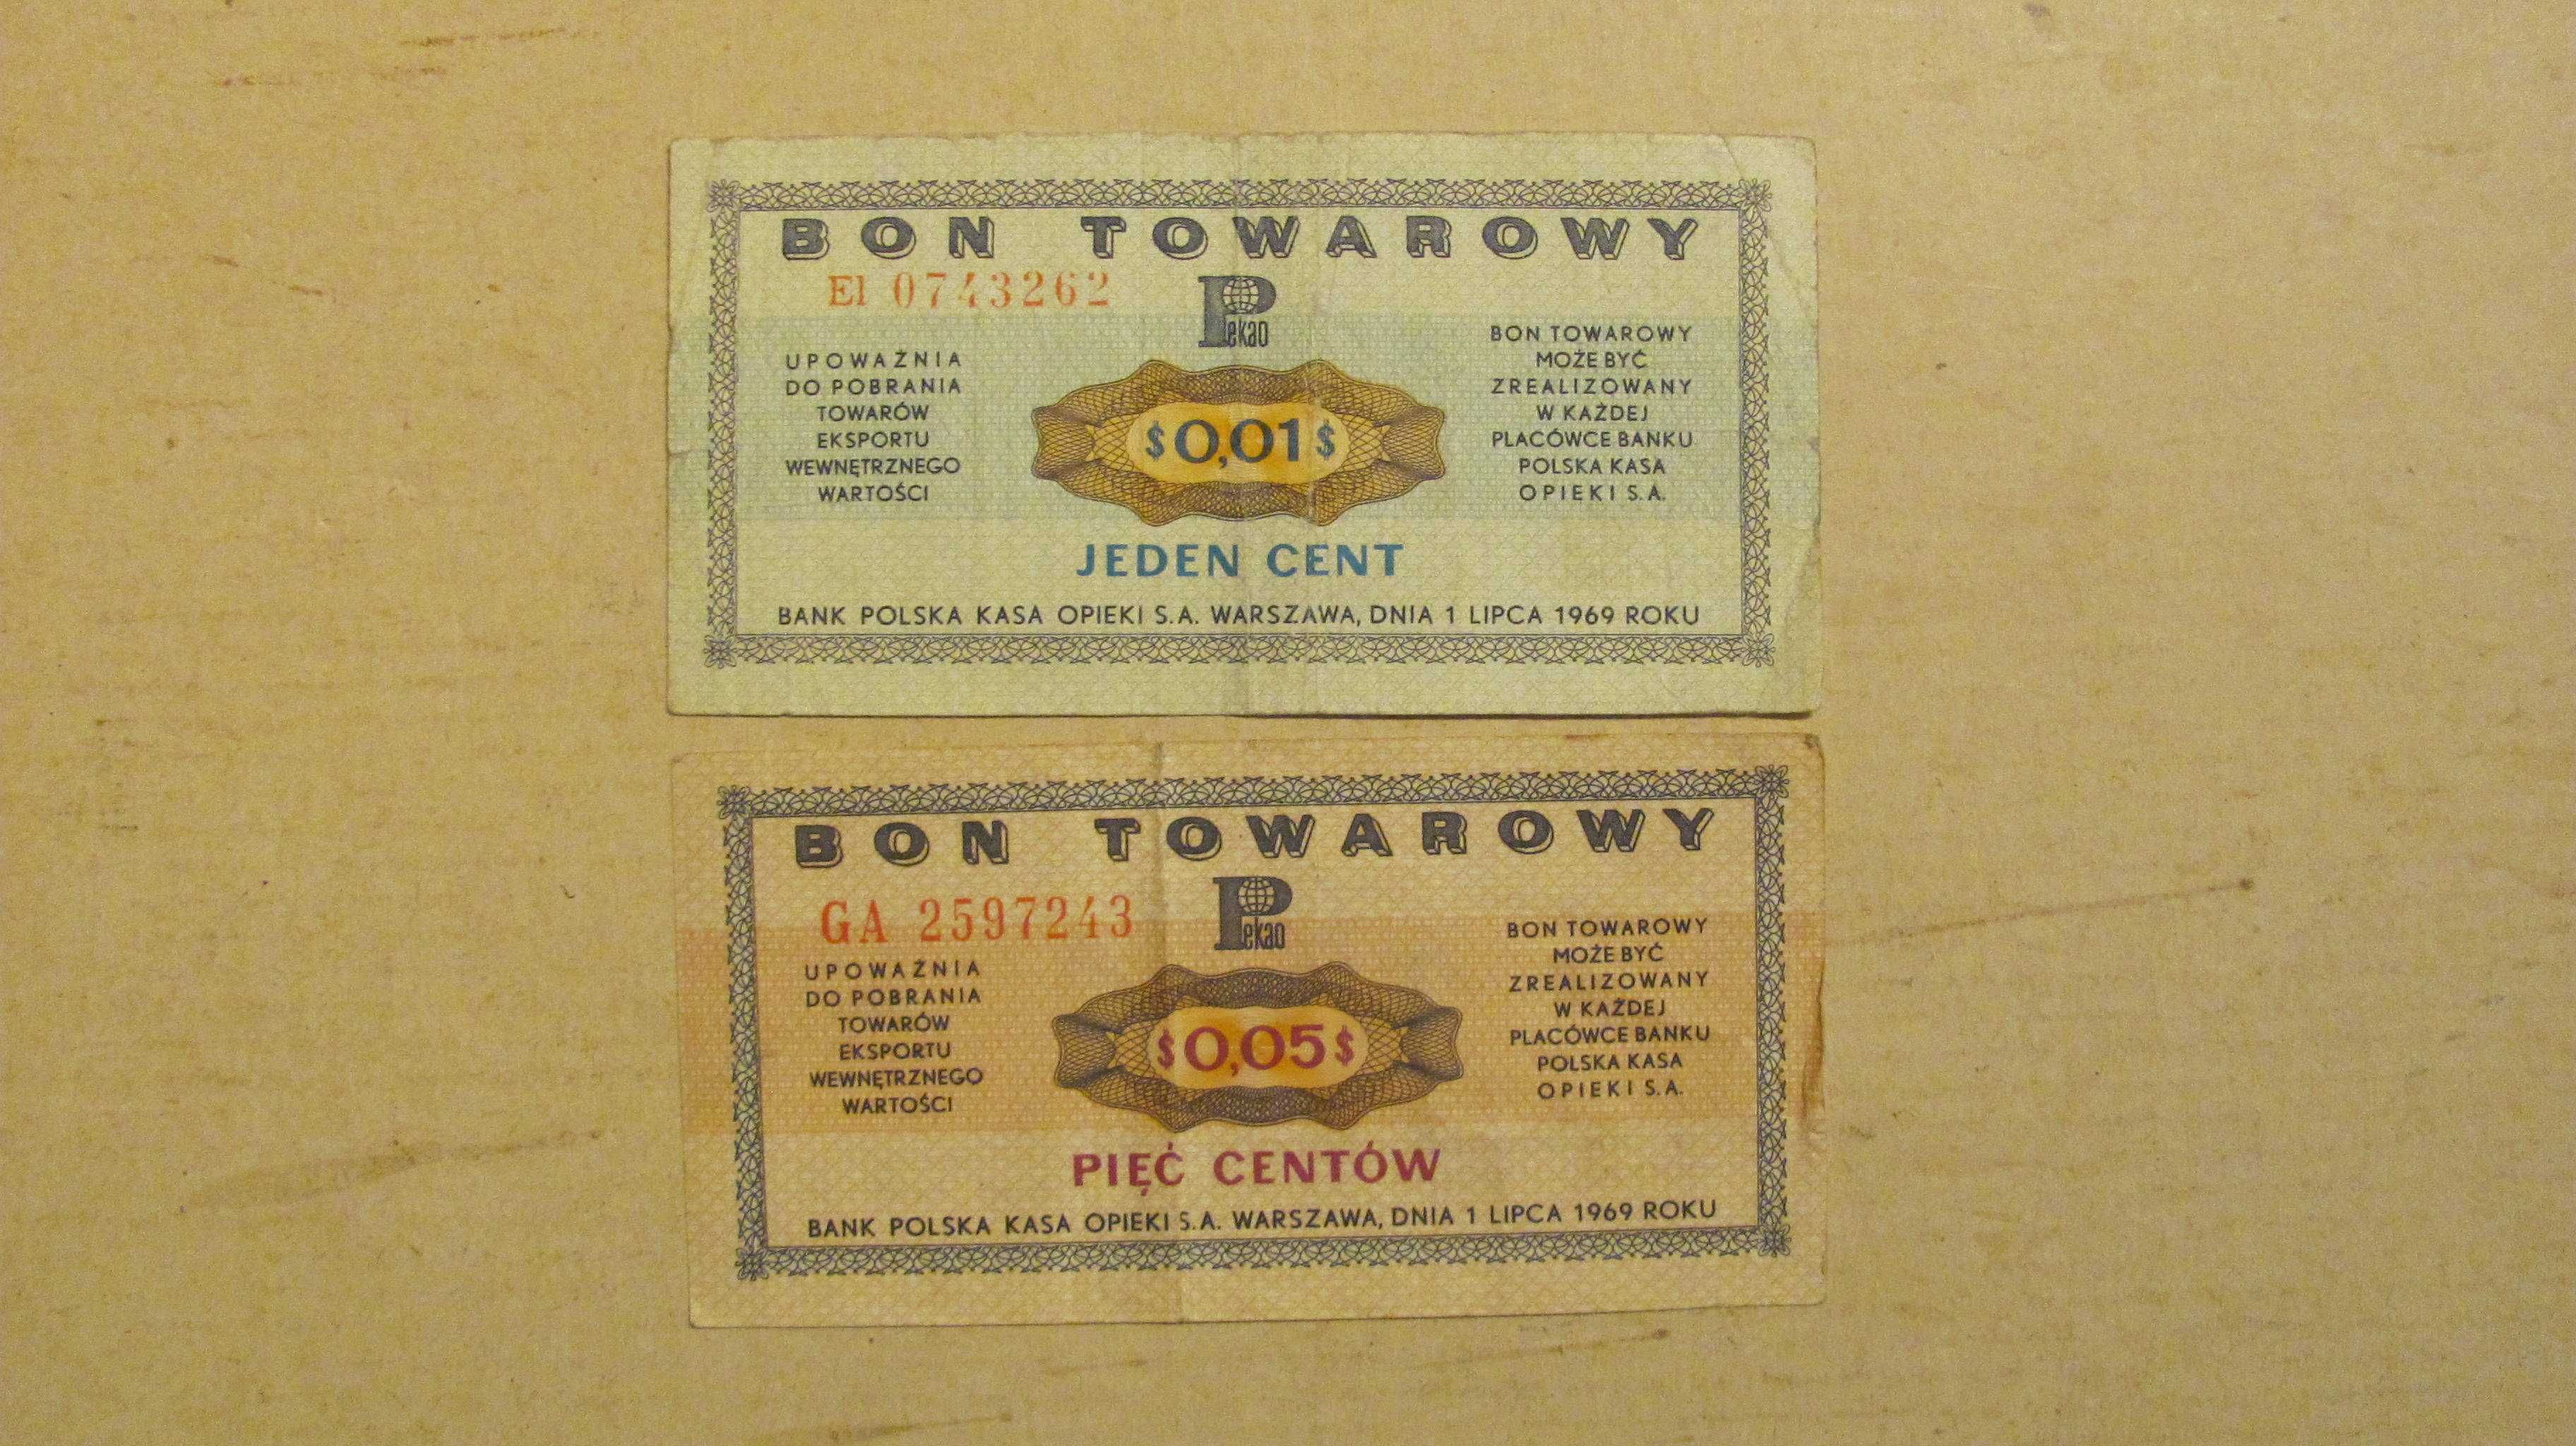 BON TOWAROWY
El 0743262
Pekao
UPOWAŻNIA
DO POBRANIA
TOWARÓW
EKSPORTU
WEWNĘTRZNEGO
WARTOŚCI
$0,01$
BON TOWAROWY
MOŻE BYĆ
ZREALIZOWANY
W KAŻDEJ
PLACÓWCE BANKU
POLSKA KASA
OPIEKI S.A.
JEDEN CENT
BANK POLSKA KASA OPIEKI S.A. WARSZAWA, DNIA 1 LIPCA 1969 ROKU
BON TOWAROWY
GA 2597243
Pekao
UPOWAŻNIA
DO POBRANIA
TOWARÓW
EKSPORTU
WEWNĘTRZNEGO
WARTOŚCI
$0,05$
BON TOWAROWY
MOŻE BYĆ
ZREALIZOWANY
W KAŻDEJ
PLACÓWCE BANKU
POLSKA KASA
OPIEKI S.A.
PIĘĆ CENTÓW
BANK POLSKA KASA OPIEKI S.A. WARSZAWA, DNIA 1 LIPCA 1969 ROKU